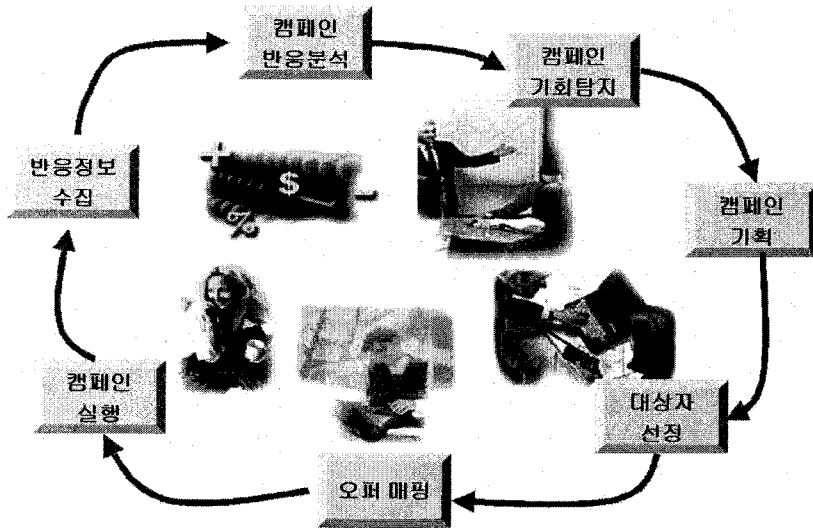 캠페인
반응분석
캠페인
기회탐지
캠페인
기획
대상자
선정
오퍼 매핑
캠페인
실행
반응정보
수집
+
$
-
%